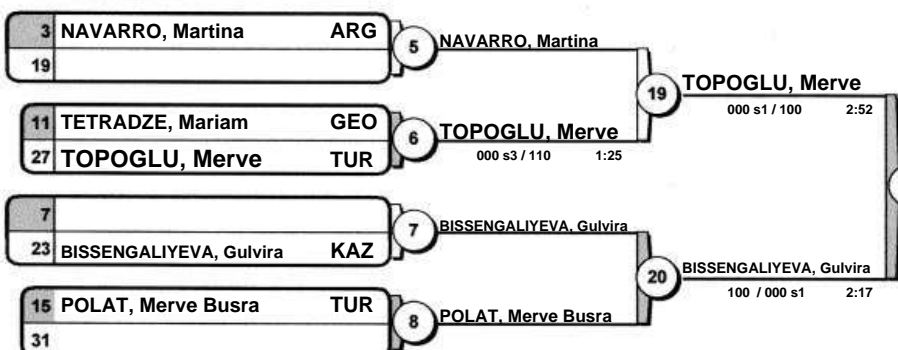 3 NAVARRO, Martina ARG
19
5
NAVARRO, Martina
11 TETRADZE, Mariam GEO
27 TOPOGLU, Merve TUR
6
TOPOGLU, Merve
000 s3 / 110 1:25
19
TOPOGLU, Merve
000 s1 / 100 2:52
7
23 BISSENGALIYEVA, Gulvira KAZ
7
BISSENGALIYEVA, Gulvira
15 POLAT, Merve Busra TUR
31
8
POLAT, Merve Busra
20
BISSENGALIYEVA, Gulvira
100 / 000 s1 2:17